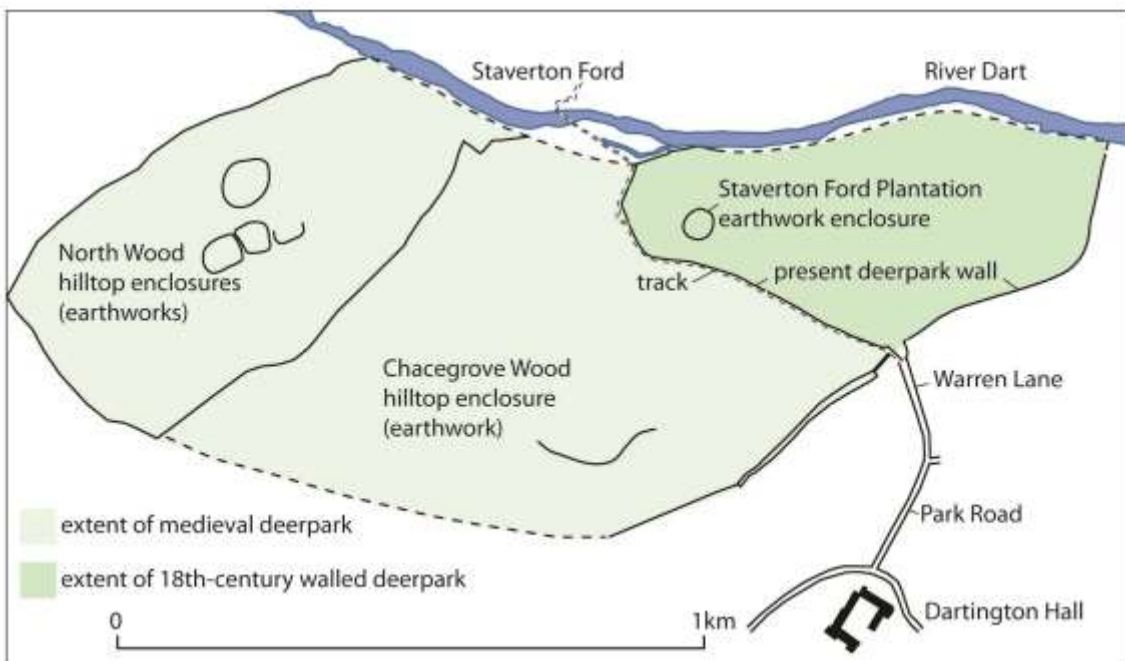 Staverton Ford
River Dart
Staverton Ford Plantation
earthwork enclosure
North Wood
hilltop enclosures
(earthworks)
track
present deerpark wall
Chacegrove Wood
hilltop enclosure
(earthwork)
Warren Lane
extent of medieval deerpark
Park Road
extent of 18th-century walled deerpark
Dartington Hall
0
1km